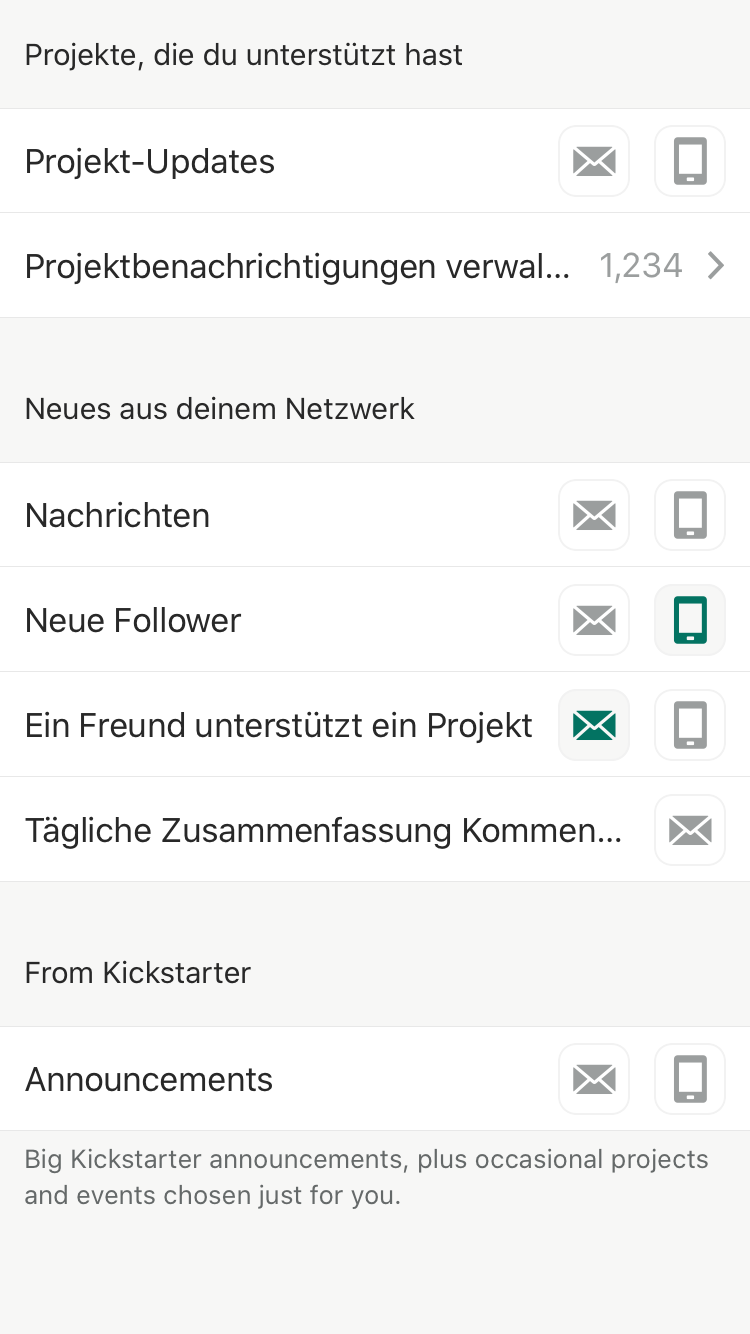 Projekte, die du unterstützt hast
Projekt-Updates
Projektbenachrichtigungen verwal... 1,234
Neues aus deinem Netzwerk
Nachrichten
Neue Follower
Ein Freund unterstützt ein Projekt
Tägliche Zusammenfassung Kommen...
From Kickstarter
Announcements
Big Kickstarter announcements, plus occasional projects
and events chosen just for you.